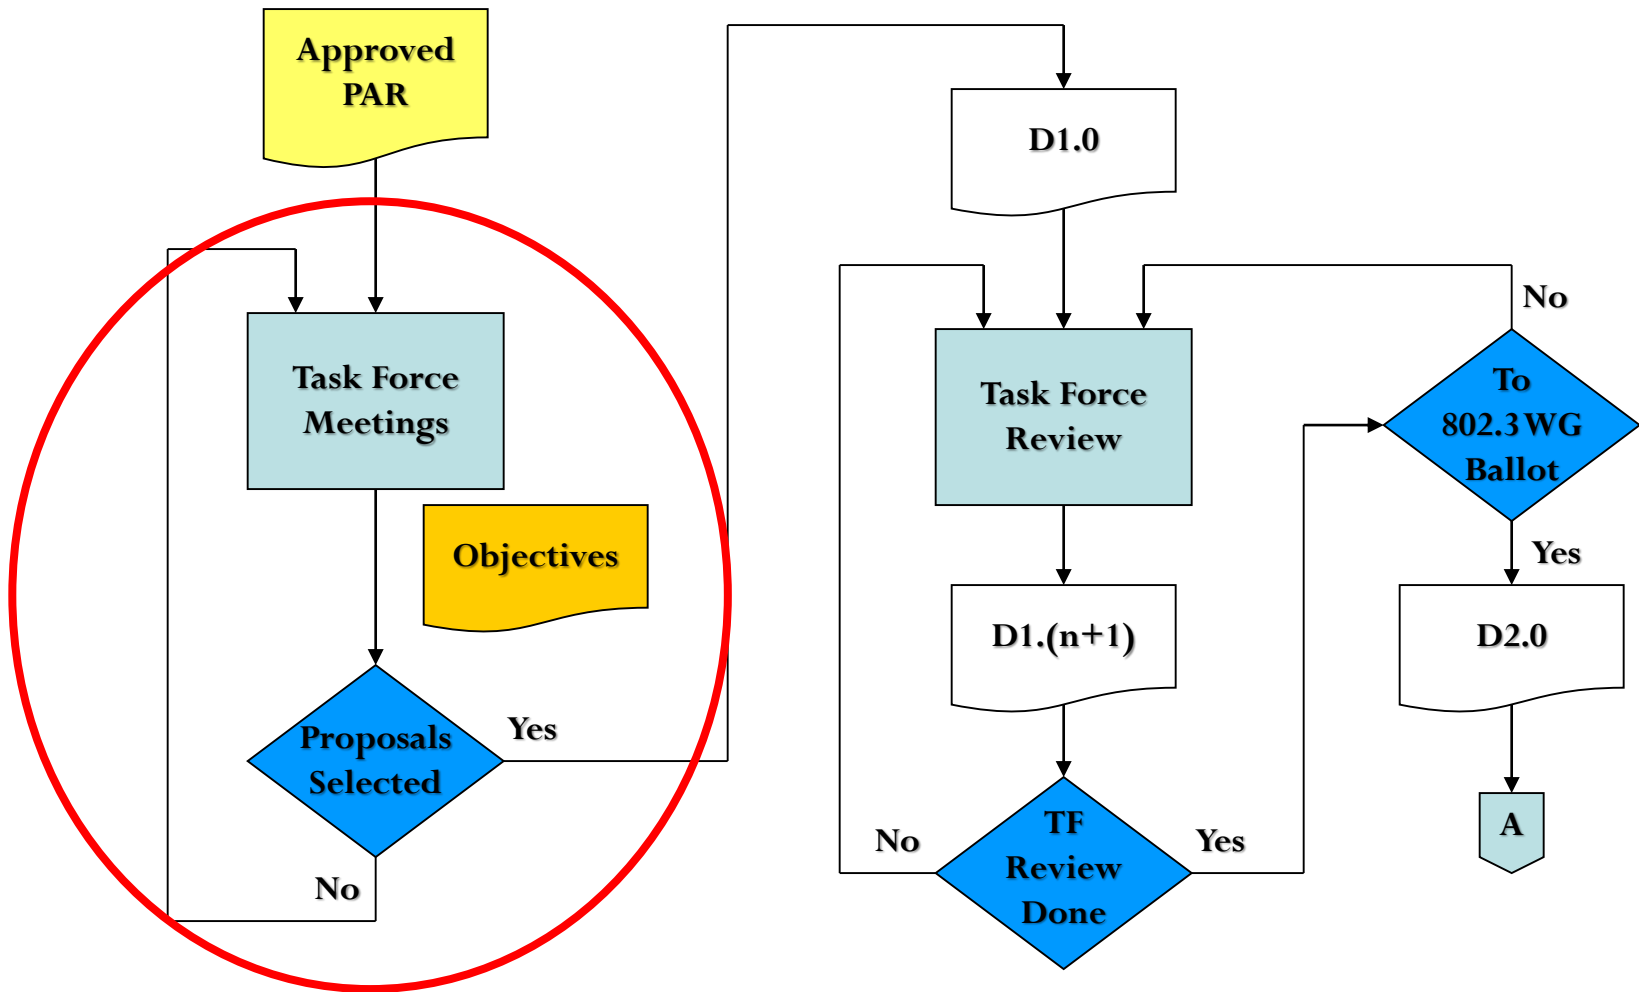 Approved
PAR
Task Force
Meetings
Objectives
Proposals
Selected
Yes
No
D1.0
Task Force
Review
D1.(n+1)
TF
Review
Done
No
Yes
To
802.3 WG
Ballot
No
Yes
D2.0
A